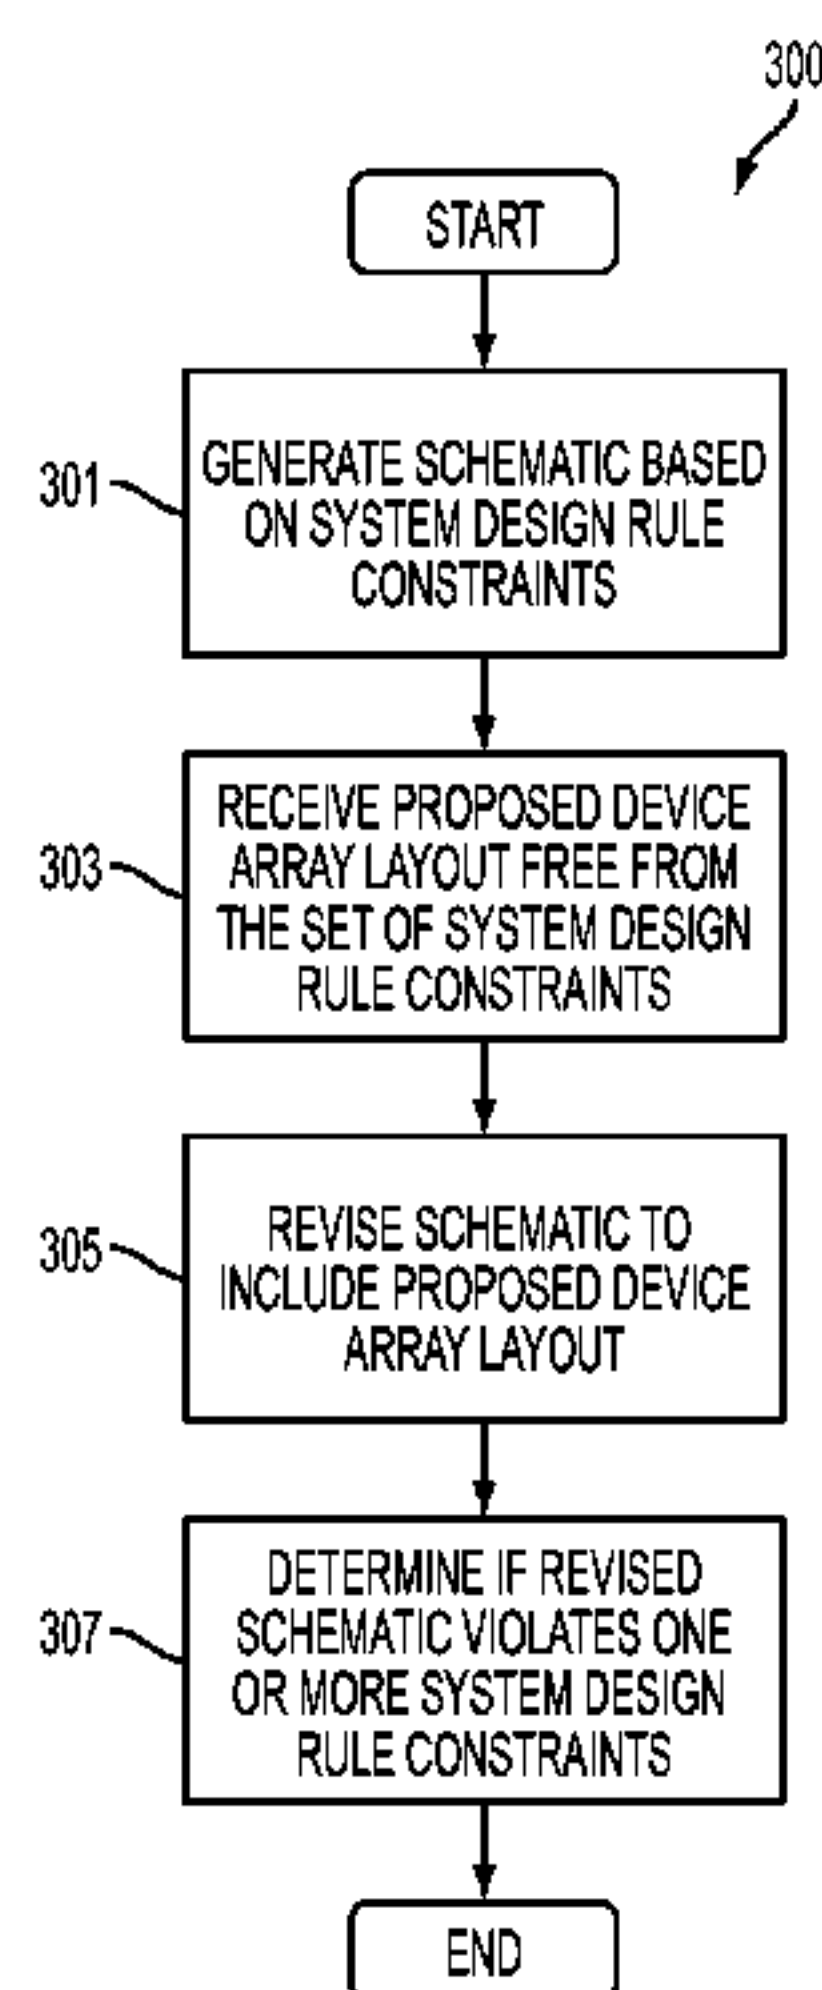 300
START
301
GENERATE SCHEMATIC BASED
ON SYSTEM DESIGN RULE
CONSTRAINTS
303
RECEIVE PROPOSED DEVICE
ARRAY LAYOUT FREE FROM
THE SET OF SYSTEM DESIGN
RULE CONSTRAINTS
305
REVISE SCHEMATIC TO
INCLUDE PROPOSED DEVICE
ARRAY LAYOUT
307
DETERMINE IF REVISED
SCHEMATIC VIOLATES ONE
OR MORE SYSTEM DESIGN
RULE CONSTRAINTS
END